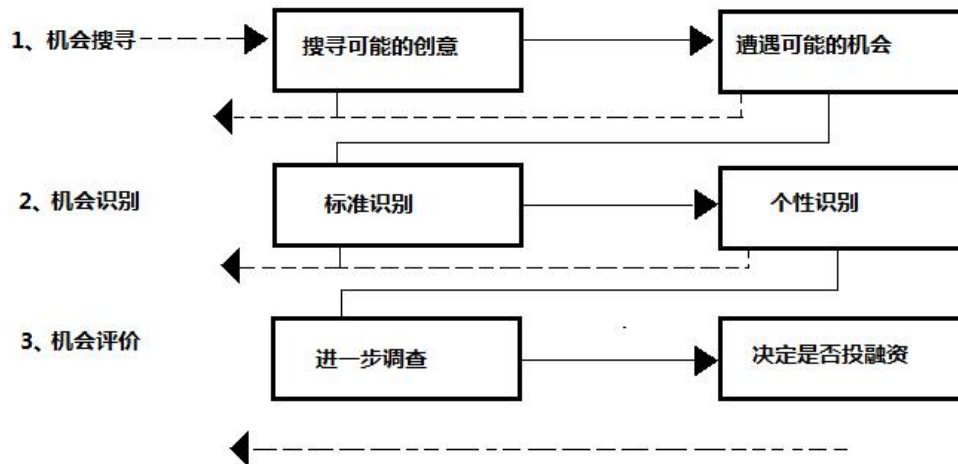 1、机会搜寻
搜寻可能的创意
遭遇可能的机会
2、机会识别
标准识别
个性识别
3、机会评价
进一步调查
决定是否投融资